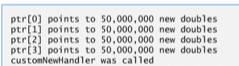 ptr[0] points to 50,000,000 new doubles
ptr[1] points to 50,000,000 new doubles
ptr[2] points to 50,000,000 new doubles
ptr[3] points to 50,000,000 new doubles
customNewHandler was called